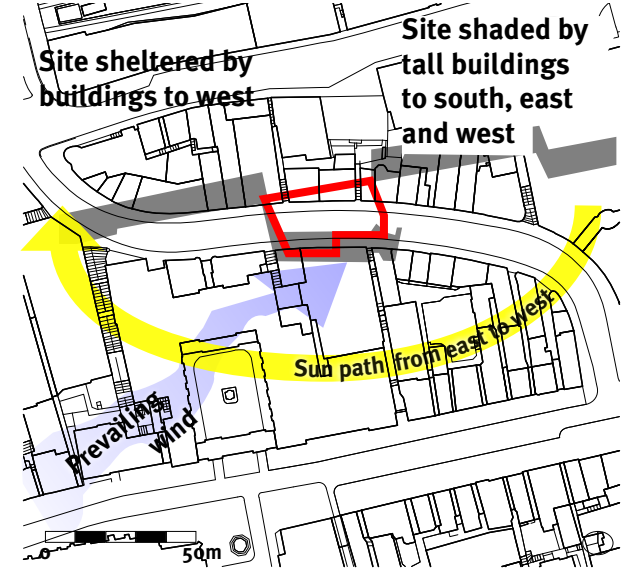 Site sheltered by
buildings to west
Site shaded by
tall buildings
to south, east
and west
Sun path from east to west
Prevailing
wind
0 50m